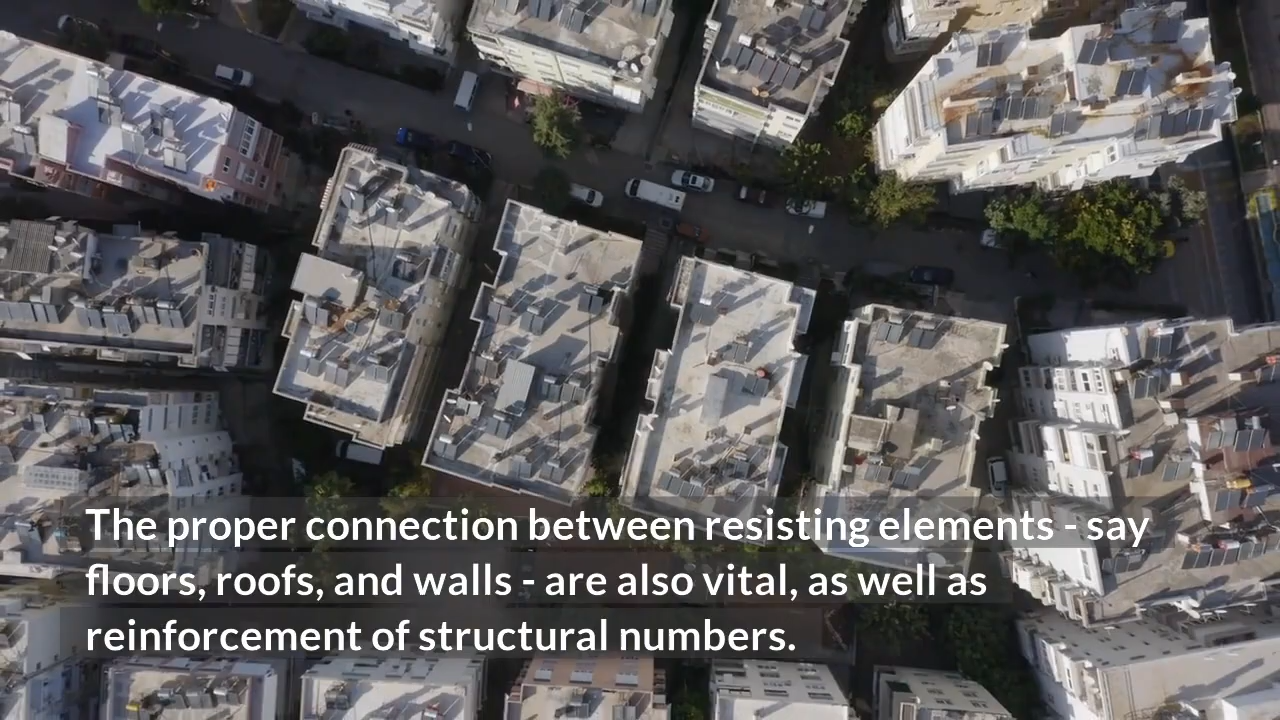 The proper connection between resisting elements - say
floors, roofs, and walls - are also vital, as well as
reinforcement of structural numbers.